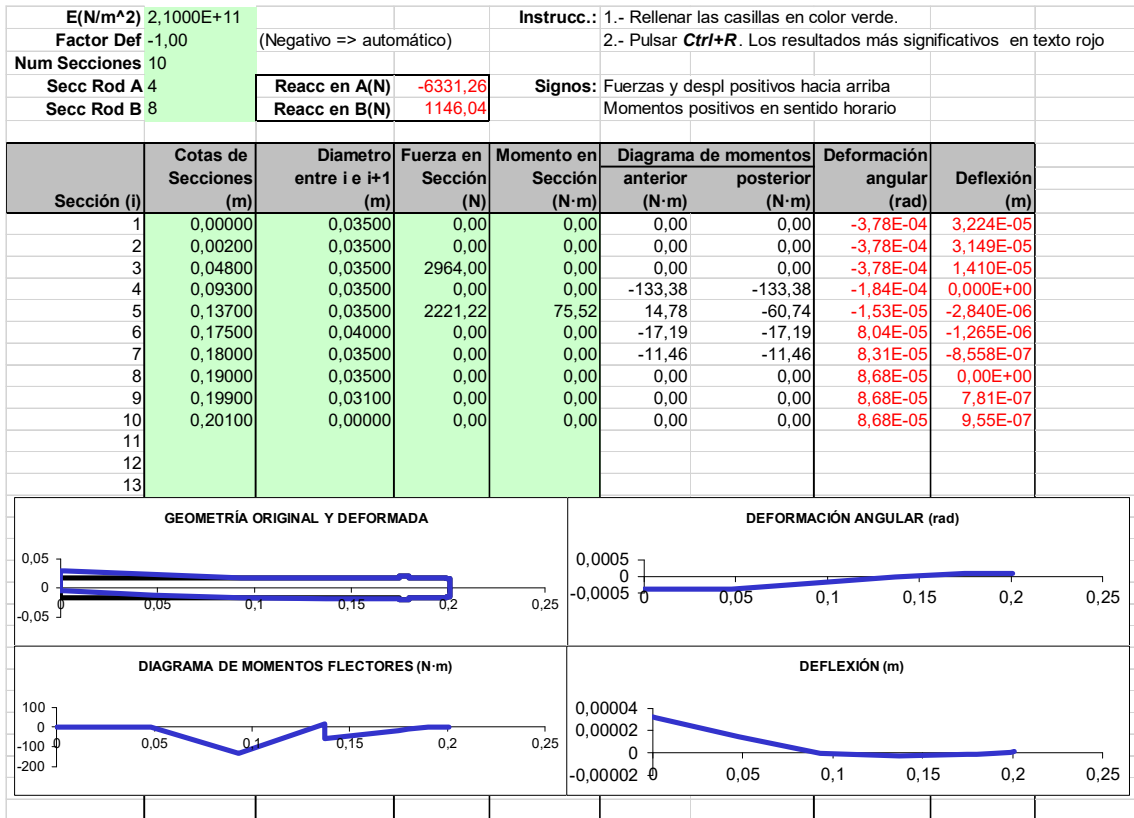 E(N/m^2) 2,1000E+11 Instrucc.: 1.- Rellenar las casillas en color verde.
Factor Def -1,00 (Negativo => automático) 2.- Pulsar Ctrl+R. Los resultados más significativos en texto rojo
Num Secciones 10
Secc Rod A 4 Reacc en A(N) -6331,26 Signos: Fuerzas y despl positivos hacia arriba
Secc Rod B 8 Reacc en B(N) 1146,04 Momentos positivos en sentido horario
Cotas de Diametro Fuerza en Momento en Diagrama de momentos Deformación
Secciones entre i e i+1 Sección Sección anterior posterior angular Deflexión
Sección (i) (m) (m) (N) (N·m) (N·m) (N·m) (rad) (m)
1 0,00000 0,03500 0,00 0,00 0,00 0,00 -3,78E-04 3,224E-05
2 0,00200 0,03500 0,00 0,00 0,00 0,00 -3,78E-04 3,149E-05
3 0,04800 0,03500 2964,00 0,00 0,00 0,00 -3,78E-04 1,410E-05
4 0,09300 0,03500 0,00 0,00 -133,38 -133,38 -1,84E-04 0,000E+00
5 0,13700 0,03500 2221,22 75,52 14,78 -60,74 -1,53E-05 -2,840E-06
6 0,17500 0,04000 0,00 0,00 -17,19 -17,19 8,04E-05 -1,265E-06
7 0,18000 0,03500 0,00 0,00 -11,46 -11,46 8,31E-05 -8,558E-07
8 0,19000 0,03500 0,00 0,00 0,00 0,00 8,68E-05 0,00E+00
9 0,19900 0,03100 0,00 0,00 0,00 0,00 8,68E-05 7,81E-07
10 0,20100 0,00000 0,00 0,00 0,00 0,00 8,68E-05 9,55E-07
11
12
13
GEOMETRÍA ORIGINAL Y DEFORMADA
0,05
0
-0,05
0 0,05 0,1 0,15 0,2 0,25
DEFORMACIÓN ANGULAR (rad)
0,0005
0
-0,0005
0 0,05 0,1 0,15 0,2 0,25
DIAGRAMA DE MOMENTOS FLECTORES (N·m)
100
0
-100
-200
0 0,05 0,1 0,15 0,2 0,25
DEFLEXIÓN (m)
0,00004
0,00002
0
-0,00002
0 0,05 0,1 0,15 0,2 0,25